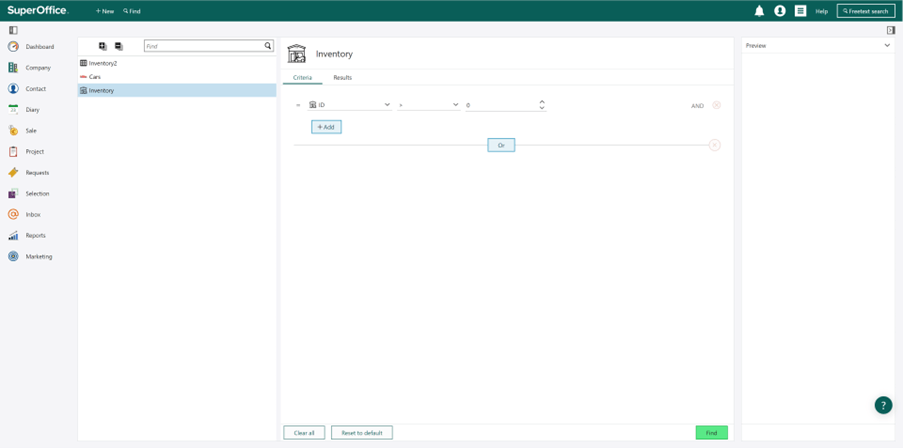 SuperOffice.
+ New
Find
Help
Freetext search
Dashboard
Company
Contact
Diary
Sale
Project
Requests
Selection
Inbox
Reports
Marketing
Find
Inventory2
Cars
Inventory
Inventory
Criteria
Results
ID
>
0
AND
+ Add
Or
Clear all
Reset to default
Find
Preview
?